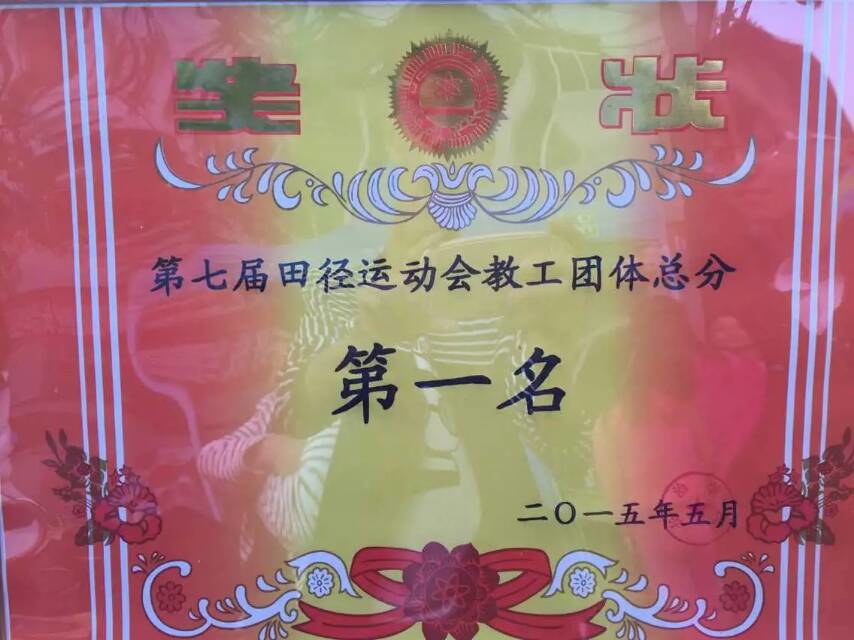 奖状
第七届田径运动会教工团体总分
第一名
二〇一五年五月